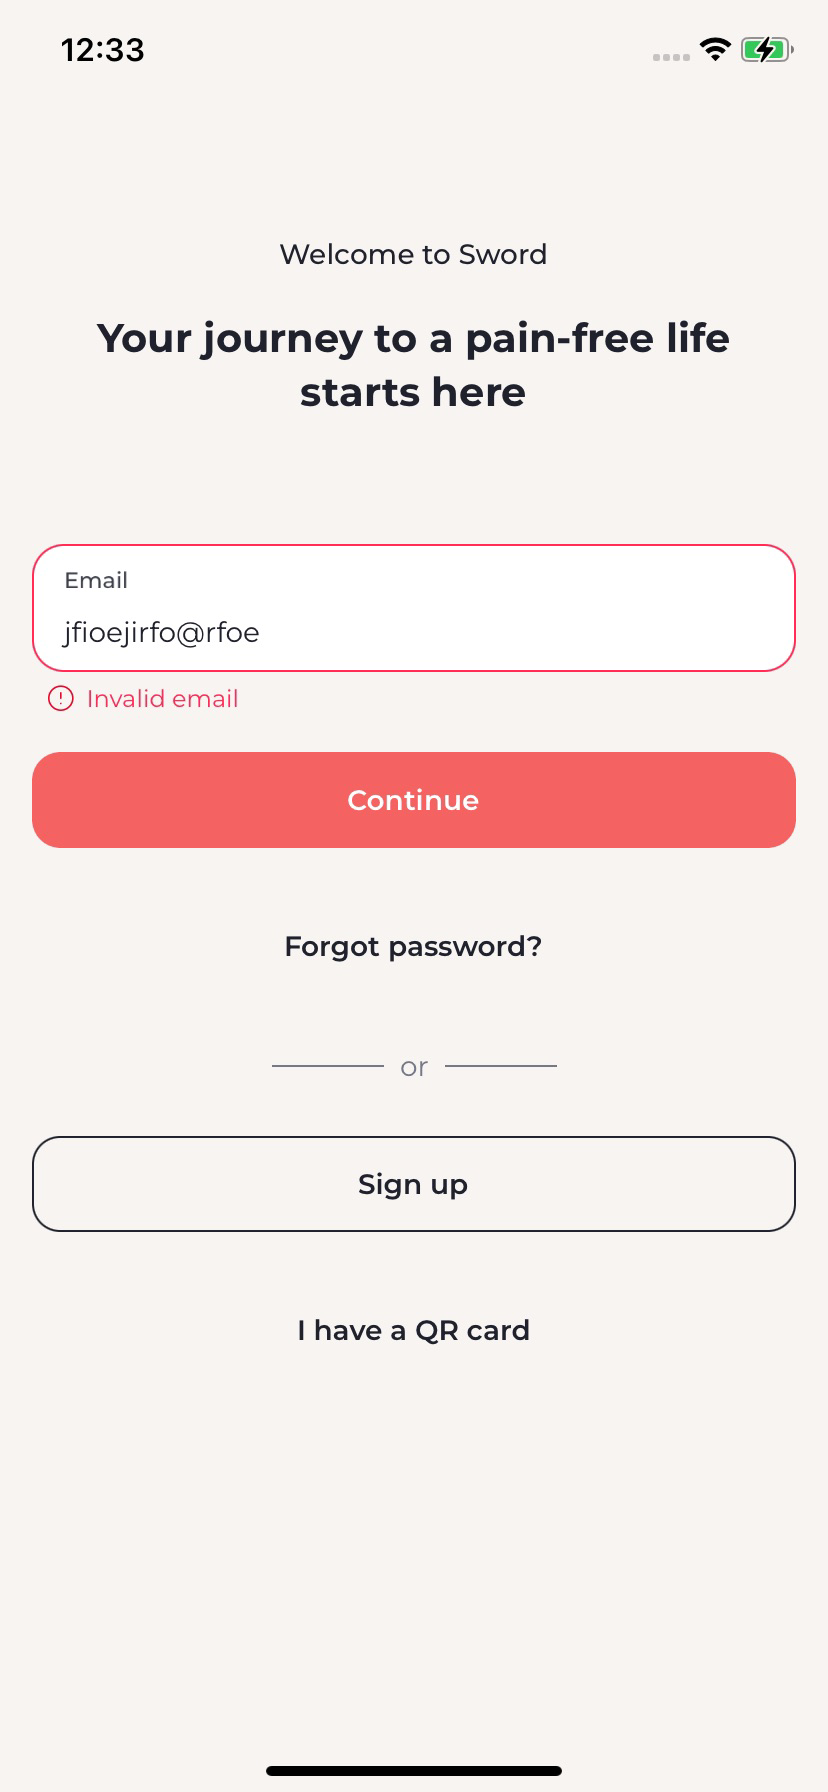 12:33
Welcome to Sword
Your journey to a pain-free life
starts here
Email
jfioejirfo@rfoe
Invalid email
Continue
Forgot password?
or
Sign up
I have a QR card